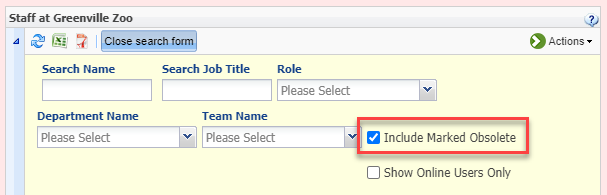 Staff at Greenville Zoo
Close search form
Actions
Search Name Search Job Title Role
Please Select
Department Name Team Name
Please Select Please Select Include Marked Obsolete
Show Online Users Only